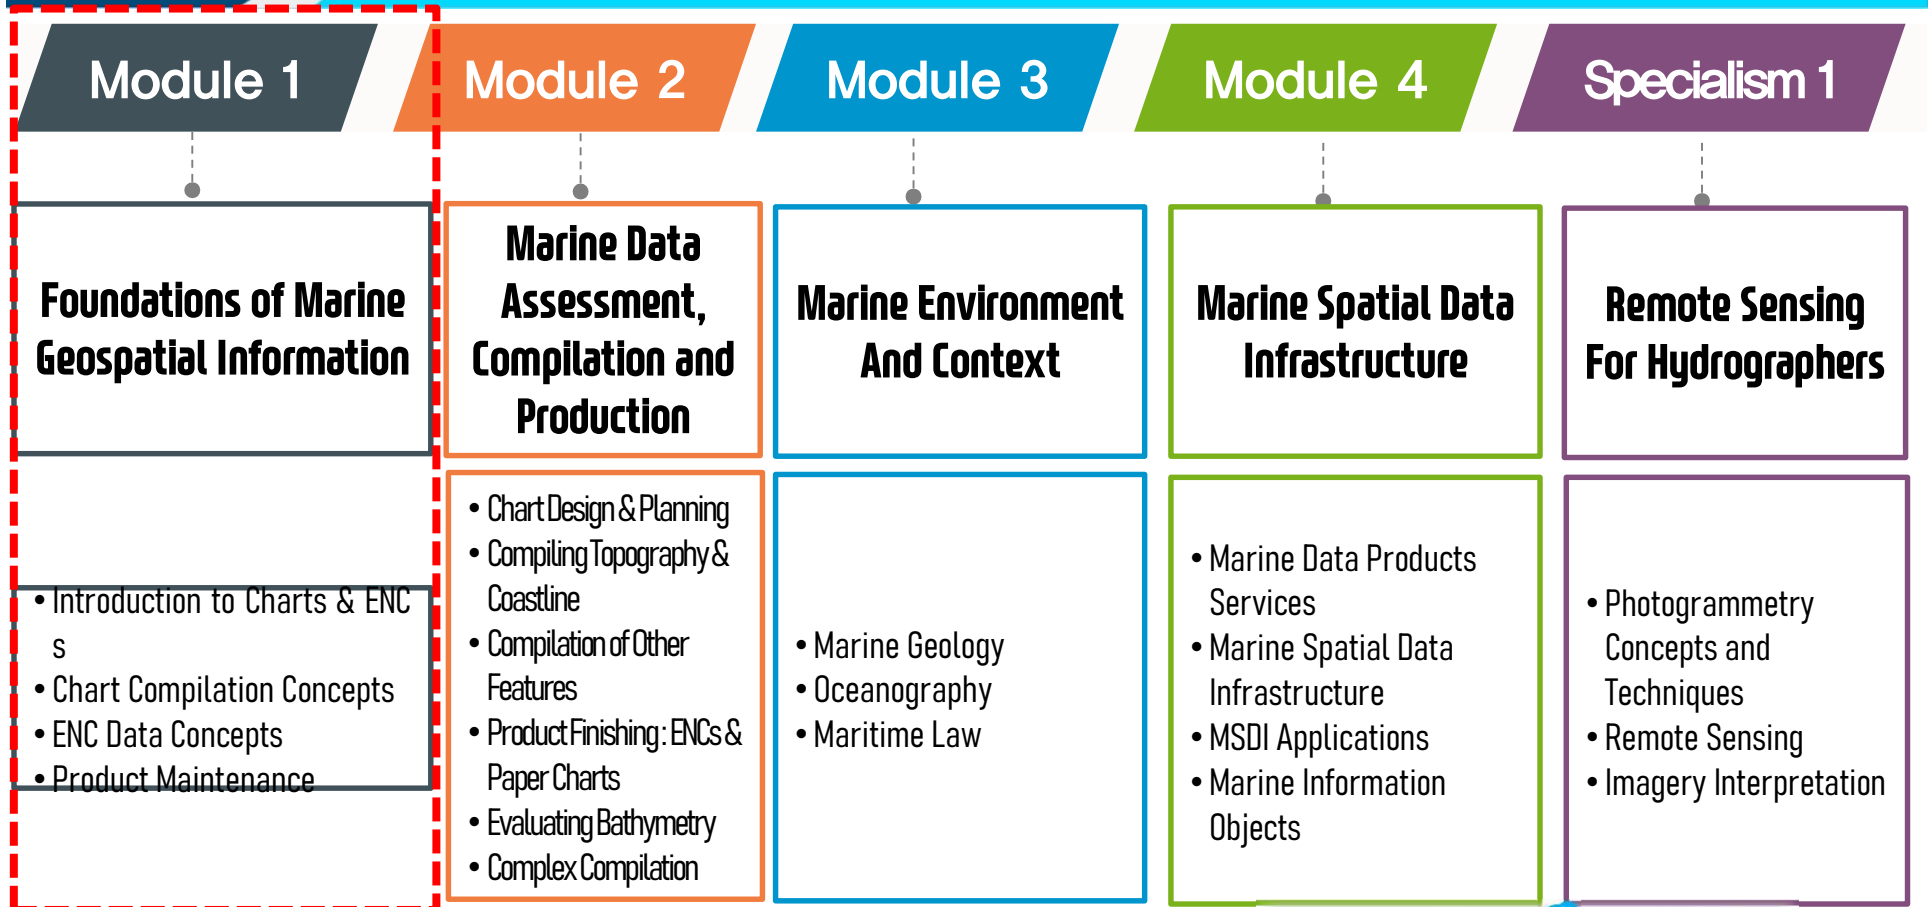 Module 1
Module 2
Module 3
Module 4
Specialism 1
Foundations of Marine
Geospatial Information
Marine Data
Assessment,
Compilation and
Production
Marine Environment
And Context
Marine Spatial Data
Infrastructure
Remote Sensing
For Hydrographers
• Introduction to Charts & ENC
s
• Chart Compilation Concepts
• ENC Data Concepts
• Product Maintenance
• Chart Design & Planning
• Compiling Topography &
Coastline
• Compilation of Other
Features
• Product Finishing : ENCs &
Paper Charts
• Evaluating Bathymetry
• Complex Compilation
• Marine Geology
• Oceanography
• Maritime Law
• Marine Data Products
Services
• Marine Spatial Data
Infrastructure
• MSDI Applications
• Marine Information
Objects
• Photogrammetry
Concepts and
Techniques
• Remote Sensing
• Imagery Interpretation